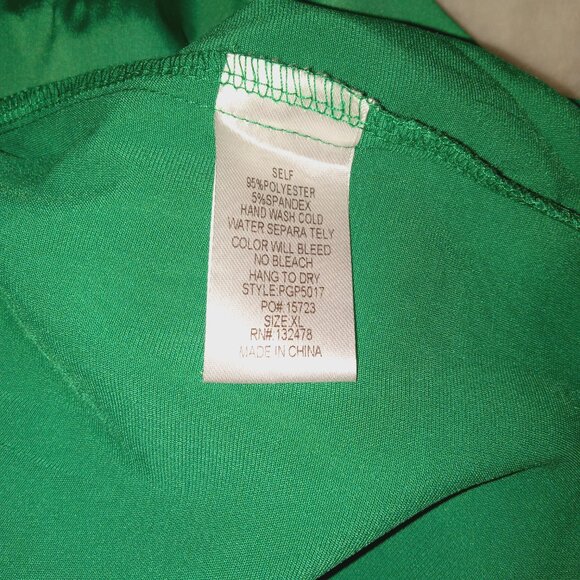 SELF
95%POLYESTER
5%SPANDEX
HAND WASH COLD
WATER SEPARA TELY
COLOR WILL BLEED
NO BLEACH
HANG TO DRY
STYLE:PGP5017
PO#:15723
SIZE:XL
RN#:132478
MADE IN CHINA